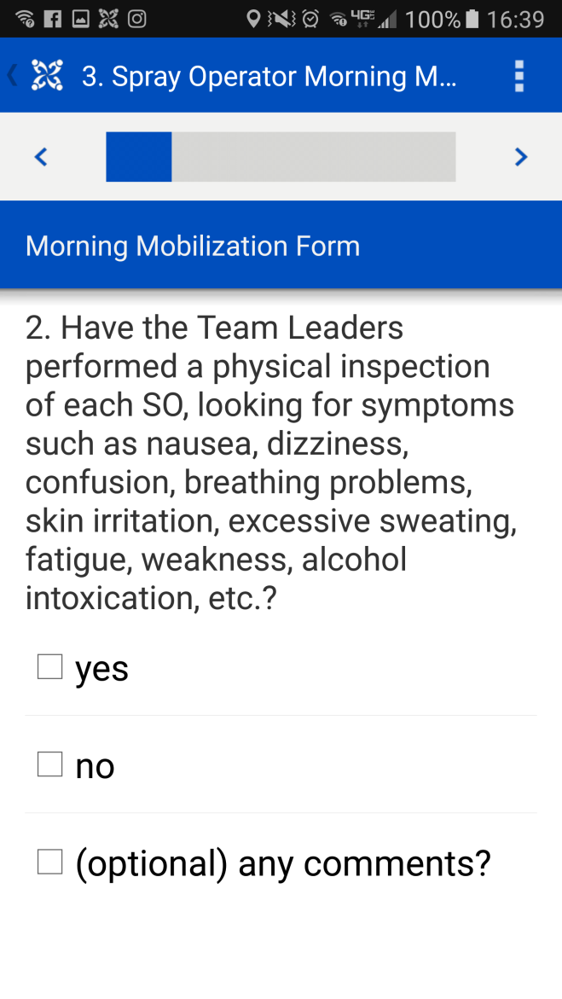 4G 100% 16:39
3. Spray Operator Morning M...
Morning Mobilization Form
2. Have the Team Leaders
performed a physical inspection
of each SO, looking for symptoms
such as nausea, dizziness,
confusion, breathing problems,
skin irritation, excessive sweating,
fatigue, weakness, alcohol
intoxication, etc.?
yes
no
(optional) any comments?